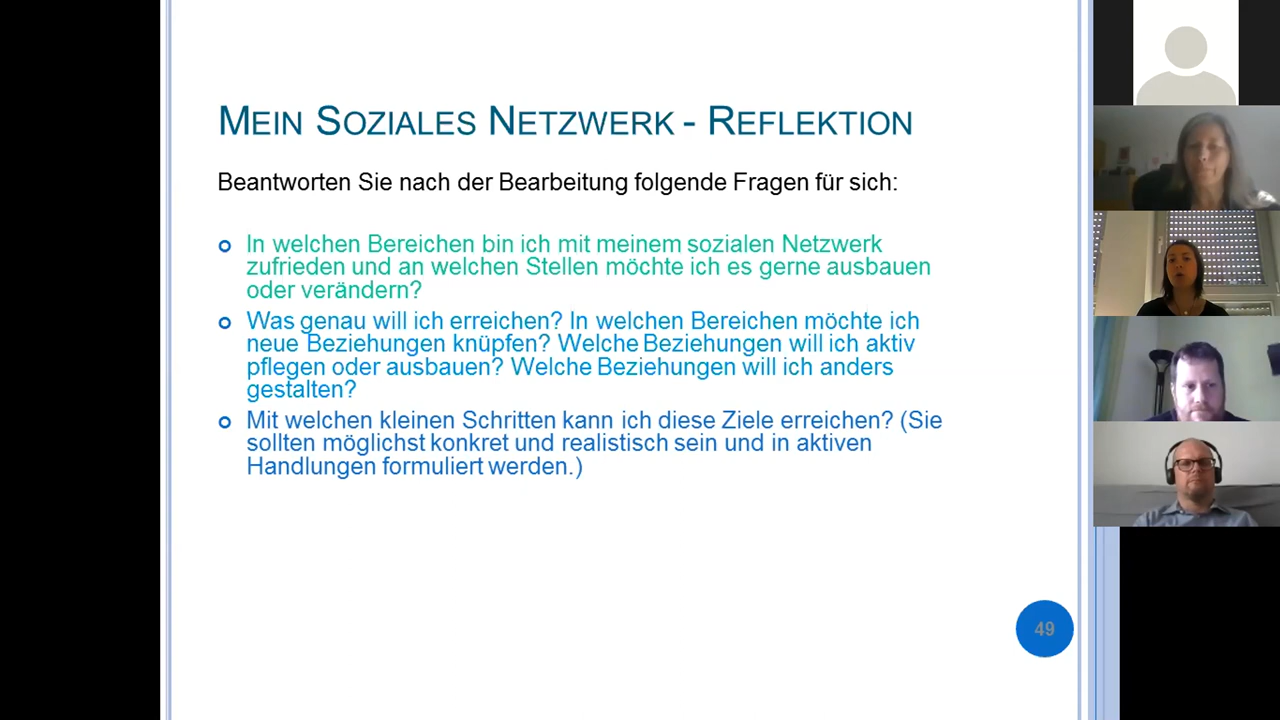 MEIN SOZIALES NETZWERK - REFLEKTION
Beantworten Sie nach der Bearbeitung folgende Fragen für sich:
In welchen Bereichen bin ich mit meinem sozialen Netzwerk
zufrieden und an welchen Stellen möchte ich es gerne ausbauen
oder verändern?
Was genau will ich erreichen? In welchen Bereichen möchte ich
neue Beziehungen knüpfen? Welche Beziehungen will ich aktiv
pflegen oder ausbauen? Welche Beziehungen will ich anders
gestalten?
Mit welchen kleinen Schritten kann ich diese Ziele erreichen? (Sie
sollten möglichst konkret und realistisch sein und in aktiven
Handlungen formuliert werden.)
49